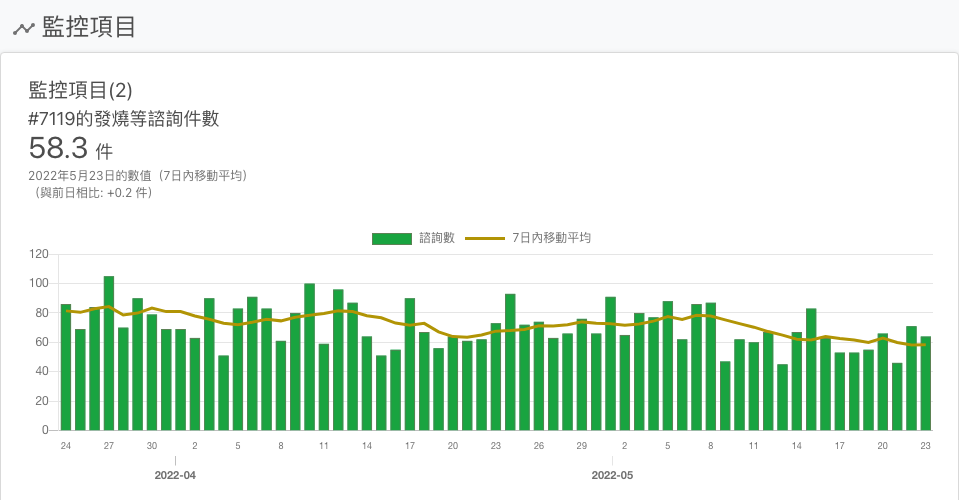 監控項目
監控項目(2)
#7119的發燒等諮詢件數
58.3 件
2022年5月23日的數值（7日內移動平均）
（與前日相比: +0.2 件）
諮詢數 7日內移動平均
120
100
80
60
40
20
0
24 27 30 2 5 8 11 14 17 20 23 26 29 2 5 8 11 14 17 20 23
2022-04 2022-05